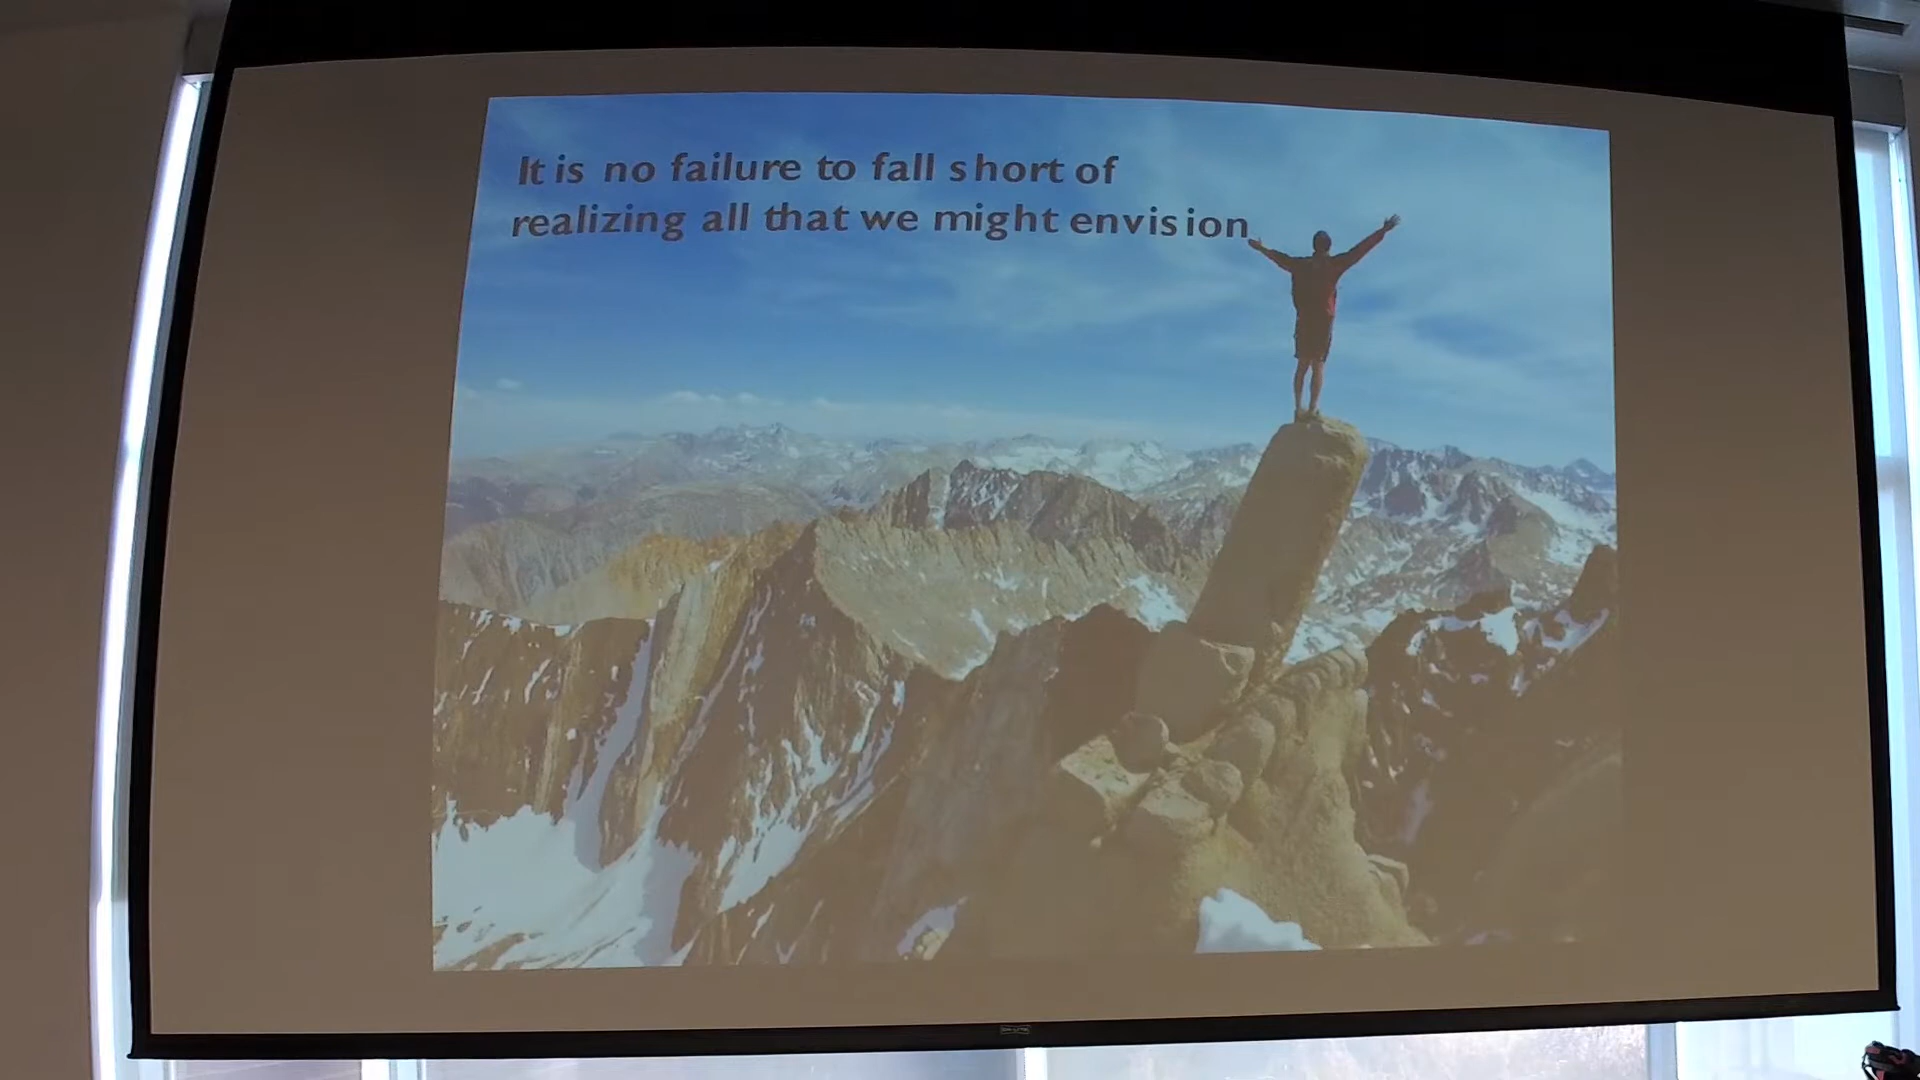 It is no failure to fall short of
realizing all that we might envision